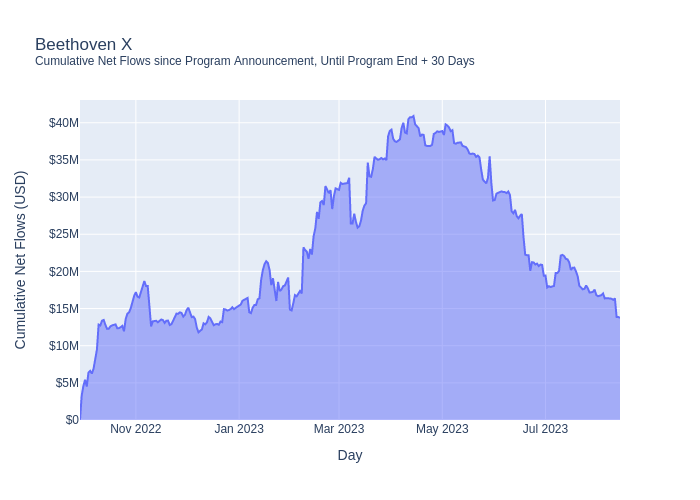 Beethoven X
Cumulative Net Flows since Program Announcement, Until Program End + 30 Days
$40M
$35M
$30M
$25M
$20M
$15M
$10M
$5M
$0
Cumulative Net Flows (USD)
Nov 2022
Jan 2023
Mar 2023
May 2023
Jul 2023
Day